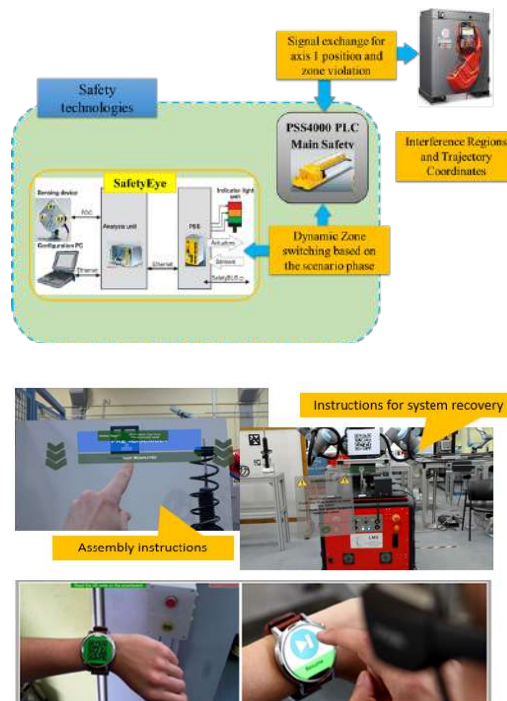 Signal exchange for
axis 1 position and
zone violation
Safety
technologies
PSS4000 PLC
Main Safety
Interference Regions
and Trajectory
Coordinates
SafetyEye
Sensing device
Indicator light
unit
FOC
Analysis unit
PSS
Configuration PC
Ethernet
Ethernet
Actuators
Sensors
SafetyBUS p
Dynamic Zone
switching based on
the scenario phase
Instructions for system recovery
Assembly instructions
Resume